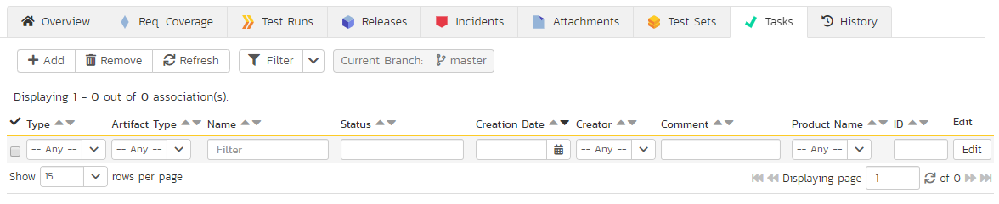 Overview Req. Coverage Test Runs Releases Incidents Attachments Test Sets Tasks History
Add Remove Refresh Filter Current Branch: master
Displaying 1 - 0 out of 0 association(s).
Type Artifact Type Name Status Creation Date Creator Comment Product Name ID Edit
-- Any -- -- Any -- Filter -- Any -- -- Any -- Edit
Show 15 rows per page Displaying page 1 of 0